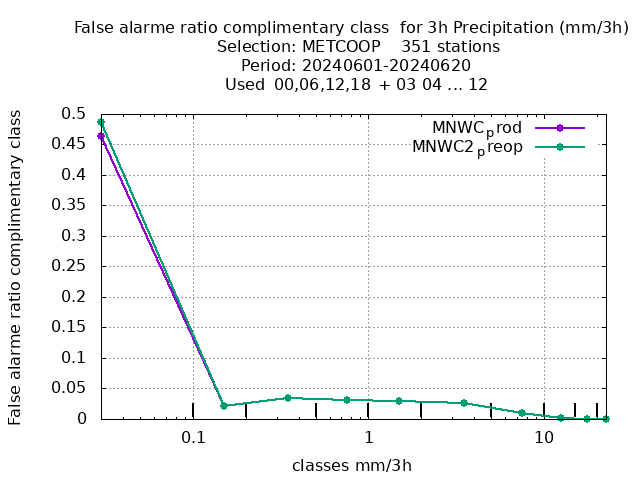 False alarme ratio complimentary class  for 3h Precipitation (mm/3h)
Selection: METCOOP    351 stations
Period: 20240601-20240620
Used  00,06,12,18 + 03 04 ... 12
False alarme ratio complimentary class
0.5
0.45
0.4
0.35
0.3
0.25
0.2
0.15
0.1
0.05
0
MNWCprod
MNWC2preop
0.1
1
10
classes mm/3h